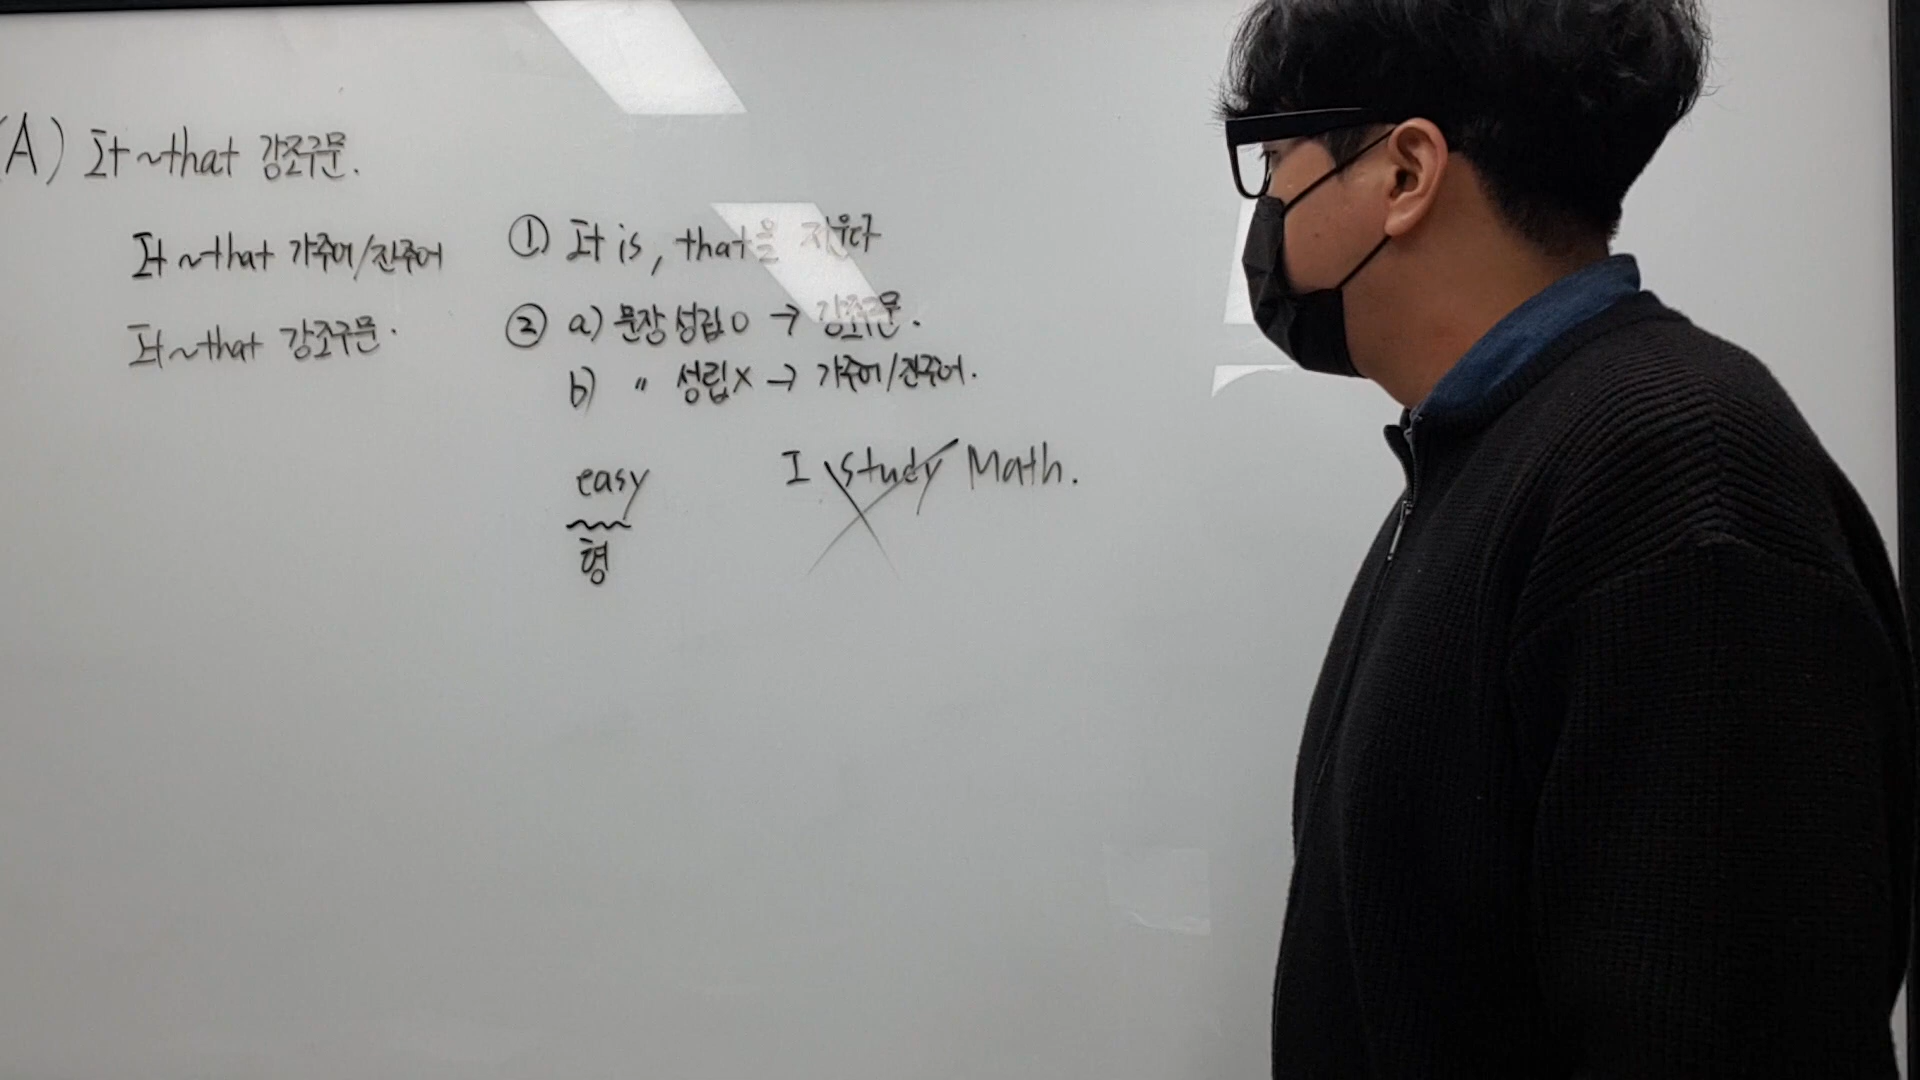 (A) It ~that 강조구문.
It ~that 가주어/진주어
It ~that 강조구문.
① It is, that을 지운다
② a) 문장성립 O → 강조구문.
b) 〃 성립 X → 가주어/진주어.
easy
형
I study Math.